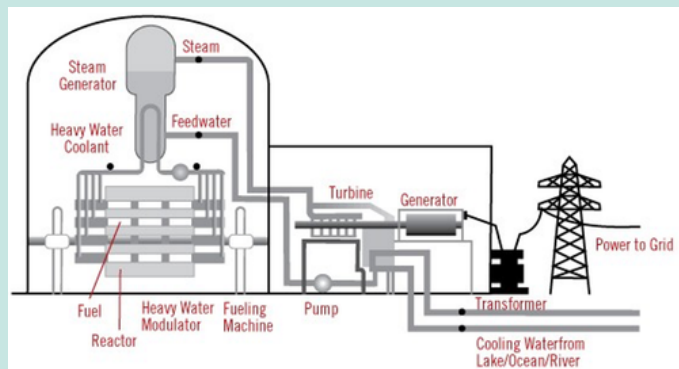 Steam
Steam
Generator
Feedwater
Heavy Water
Coolant
Turbine
Generator
Power to Grid
Fuel
Reactor
Heavy Water
Modulator
Fueling
Machine
Pump
Transformer
Cooling Waterfrom
Lake/Ocean/River